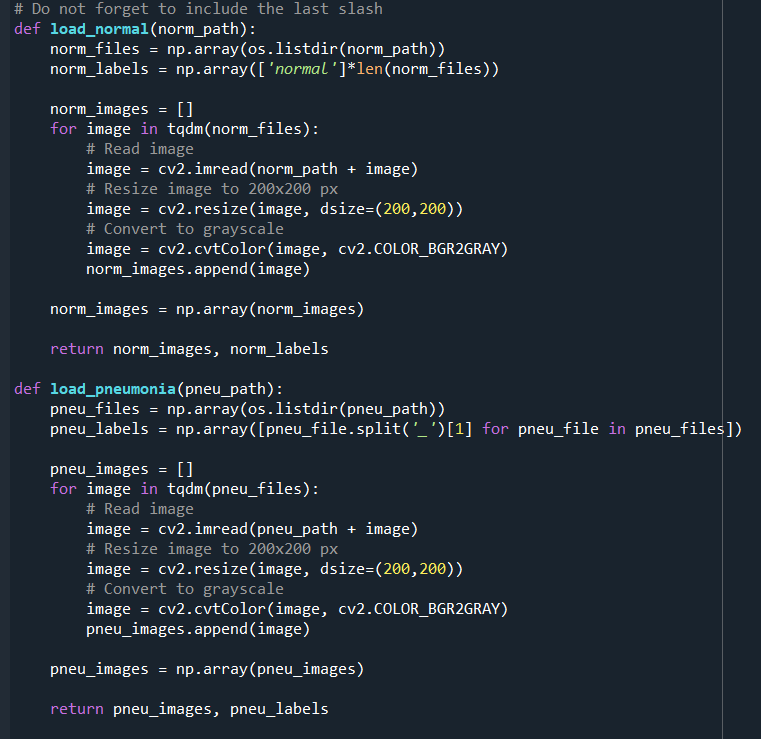 # Do not forget to include the last slash
def load_normal(norm_path):
    norm_files = np.array(os.listdir(norm_path))
    norm_labels = np.array(['normal']*len(norm_files))

    norm_images = []
    for image in tqdm(norm_files):
        # Read image
        image = cv2.imread(norm_path + image)
        # Resize image to 200x200 px
        image = cv2.resize(image, dsize=(200,200))
        # Convert to grayscale
        image = cv2.cvtColor(image, cv2.COLOR_BGR2GRAY)
        norm_images.append(image)

    norm_images = np.array(norm_images)

    return norm_images, norm_labels

def load_pneumonia(pneu_path):
    pneu_files = np.array(os.listdir(pneu_path))
    pneu_labels = np.array([pneu_file.split('_')[1] for pneu_file in pneu_files])

    pneu_images = []
    for image in tqdm(pneu_files):
        # Read image
        image = cv2.imread(pneu_path + image)
        # Resize image to 200x200 px
        image = cv2.resize(image, dsize=(200,200))
        # Convert to grayscale
        image = cv2.cvtColor(image, cv2.COLOR_BGR2GRAY)
        pneu_images.append(image)

    pneu_images = np.array(pneu_images)

    return pneu_images, pneu_labels